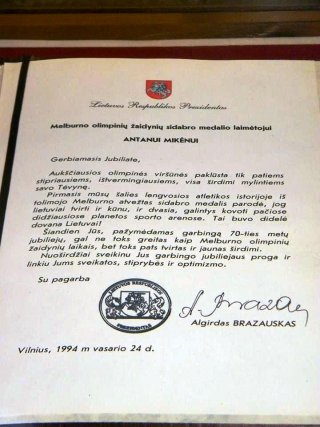 Lietuvos Respublikos Prezidentas
Melburno olimpinių žaidynių sidabro medalio laimėtojui
ANTANUI MIKĖNUI
Gerbiamasis Jubiliate,
Aukščiausios olimpinės viršūnės paklūsta tik patiems
stipriausiems, ištvermingiausiems, visa širdimi mylintiems
savo Tėvynę.
Pirmasis mūsų šalies lengvosios atletikos istorijoje iš
tolimojo Melburno atvežtas sidabro medalis parodė, jog
lietuviai tvirti ir kūnu, ir dvasia, galintys kovoti pačiose
didžiausiose planetos sporto arenose. Tai buvo didelė
dovana Lietuvai!
Šiandien Jūs, pažymėdamas garbingą 70-ties metų
jubiliejų, gal ne toks greitas kaip Melburno olimpinių
žaidynių laikais, bet toks pats tvirtas ir jaunas širdimi.
Nuoširdžiai sveikinu Jus garbingo jubiliejaus proga ir
linkiu Jums sveikatos, stiprybės ir optimizmo.
Su pagarba
LIETUVOS RESPUBLIKOS
PREZIDENTAS
A. Brazauskas
Algirdas BRAZAUSKAS
Vilnius, 1994 m vasario 24 d.